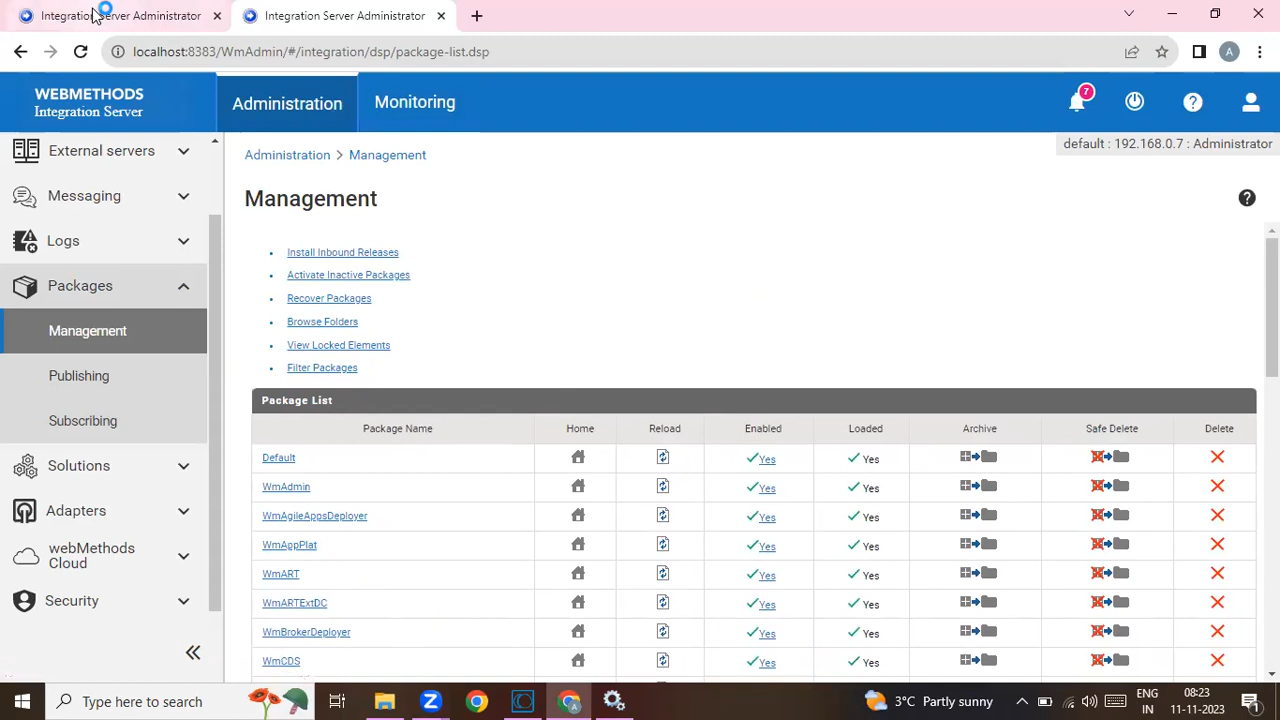 Integration Server Administrator
Integration Server Administrator
localhost:8383/WmAdmin/#/integration/dsp/package-list.dsp
A
WEBMETHODS
Integration Server
Administration
Monitoring
7
default : 192.168.0.7 : Administrator
External servers
Messaging
Logs
Packages
Management
Publishing
Subscribing
Solutions
Adapters
webMethods
Cloud
Security
Administration > Management
Management
Install Inbound Releases
Activate Inactive Packages
Recover Packages
Browse Folders
View Locked Elements
Filter Packages
Package List
Package Name Home Reload Enabled Loaded Archive Safe Delete Delete
Default Yes Yes
WmAdmin Yes Yes
WmAgileAppsDeployer Yes Yes
WmAppPlat Yes Yes
WmART Yes Yes
WmARTExtDC Yes Yes
WmBrokerDeployer Yes Yes
WmCDS Yes Yes
Type here to search
3°C Partly sunny
ENG
IN
08:23
11-11-2023
1